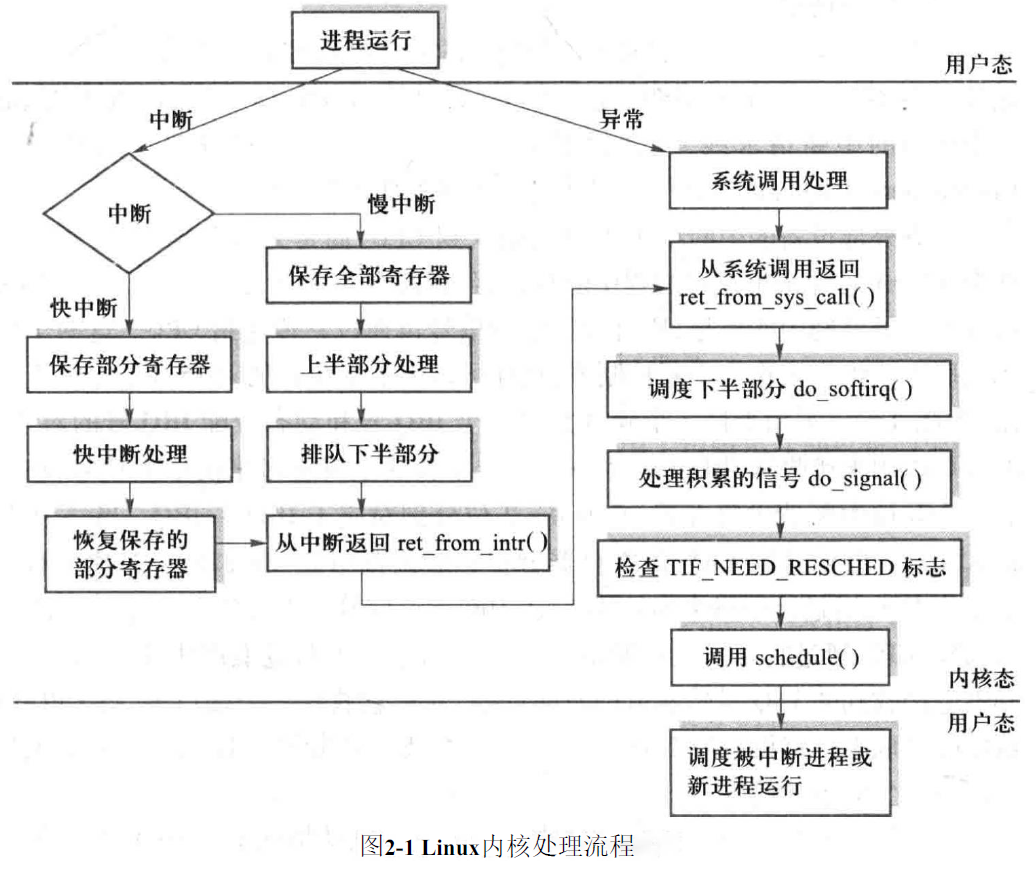 进程运行
用户态
中断
异常
中断
慢中断
快中断
保存部分寄存器
快中断处理
恢复保存的
部分寄存器
保存全部寄存器
上半部分处理
排队下半部分
从中断返回 ret_from_intr()
系统调用处理
从系统调用返回
ret_from_sys_call()
调度下半部分 do_softirq()
处理积累的信号 do_signal()
检查 TIF_NEED_RESCHED 标志
调用 schedule()
内核态
用户态
调度被中断进程或
新进程运行
图2-1 Linux内核处理流程